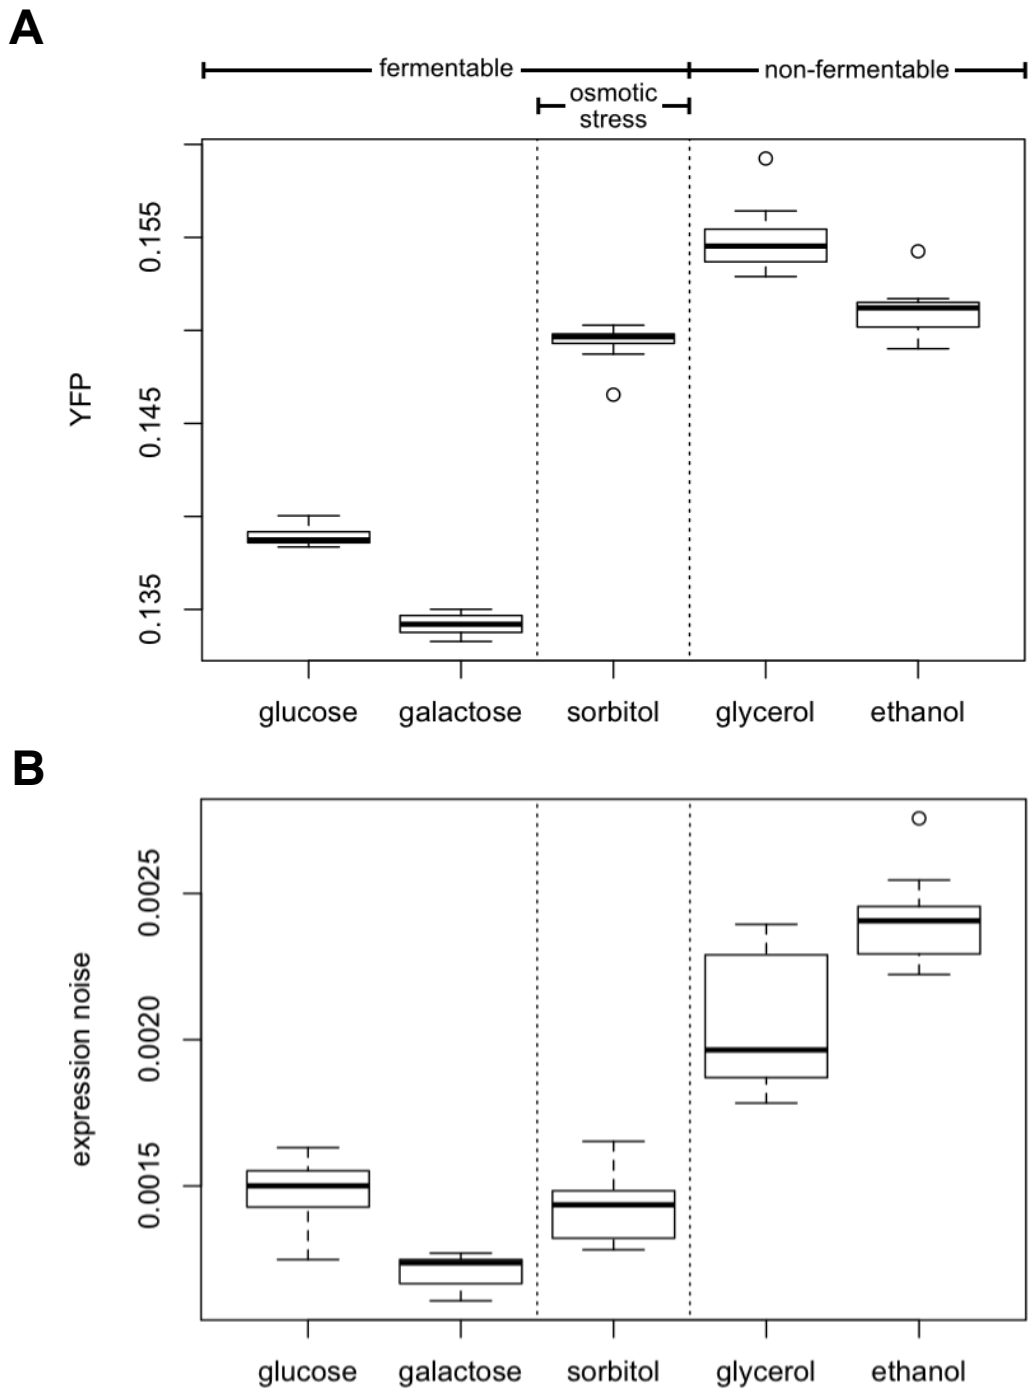 A
fermentable
non-fermentable
osmotic
stress
YFP
0.155
0.145
0.135
glucose
galactose
sorbitol
glycerol
ethanol
B
expression noise
0.0025
0.0020
0.0015
glucose
galactose
sorbitol
glycerol
ethanol